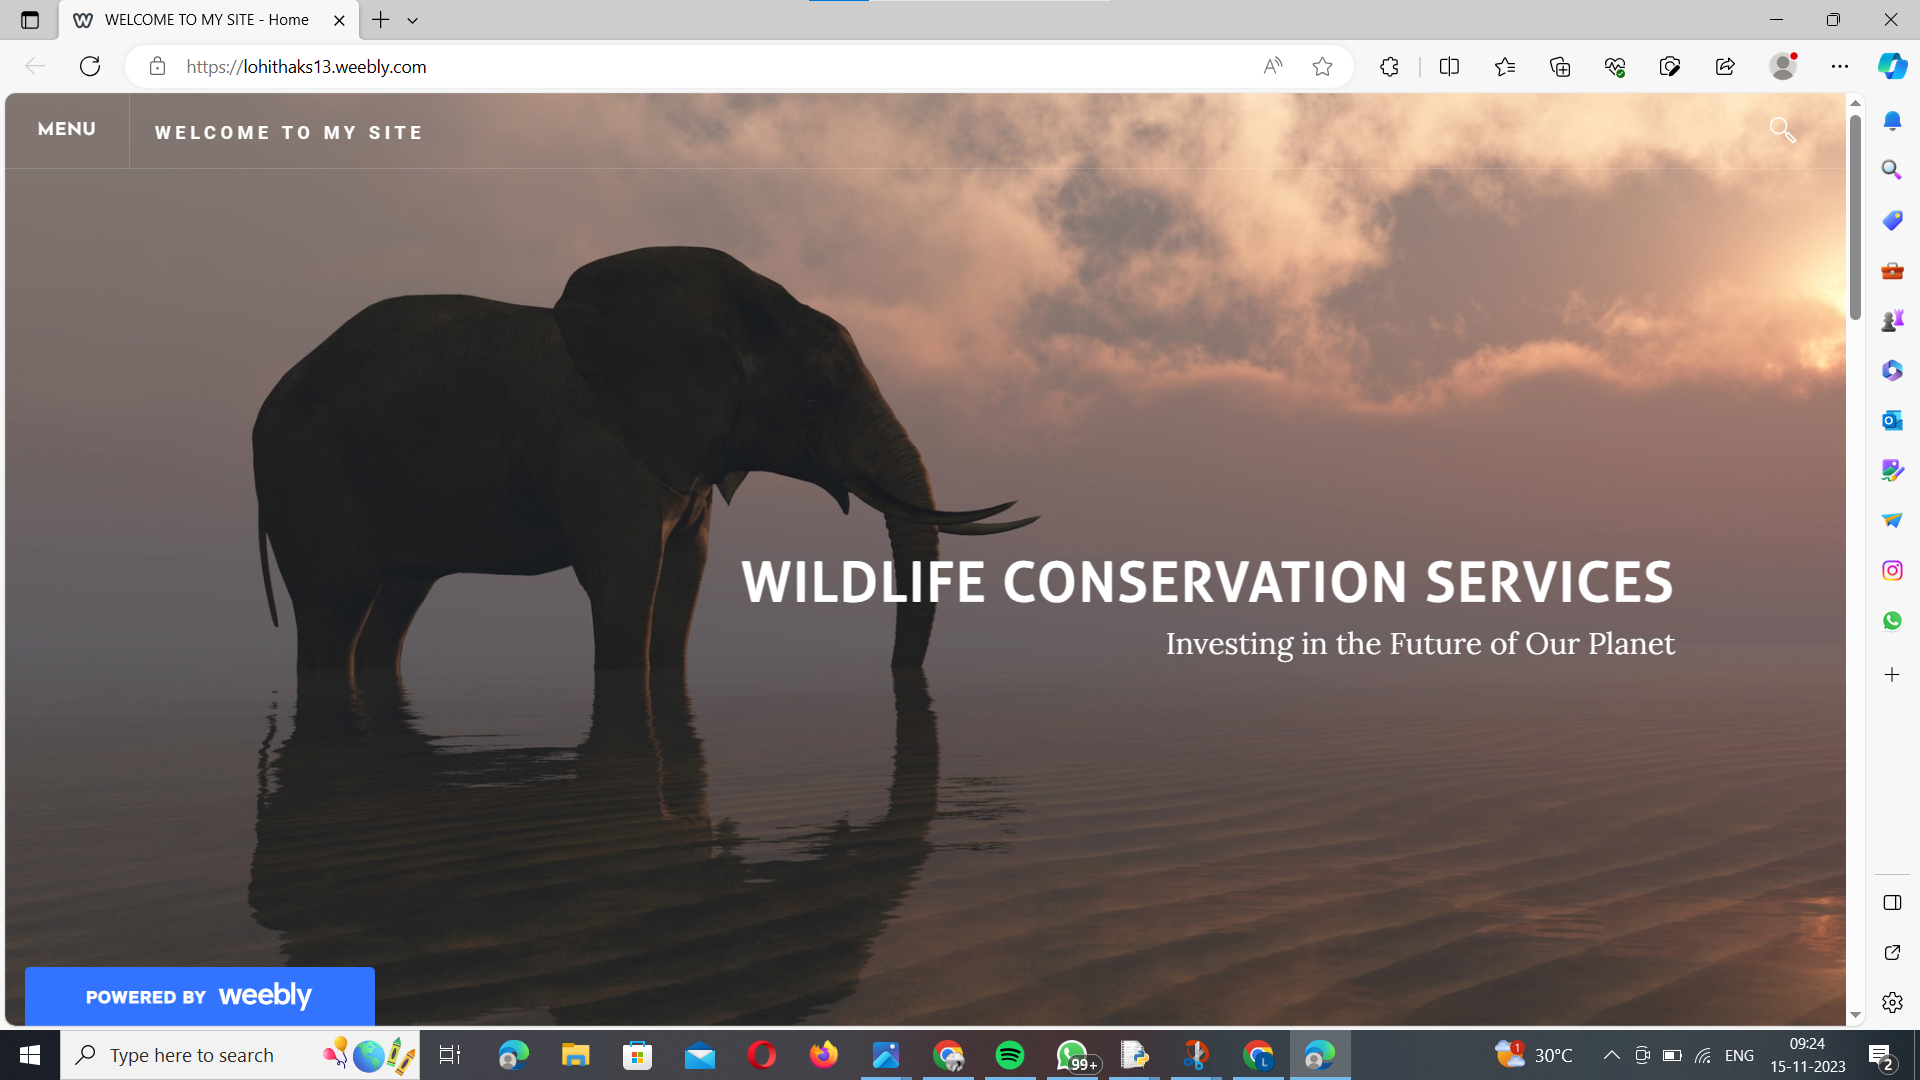 WELCOME TO MY SITE - Home
https://lohithaks13.weebly.com
MENU
WELCOME TO MY SITE
WILDLIFE CONSERVATION SERVICES
Investing in the Future of Our Planet
POWERED BY weebly
Type here to search
99+
L
1
30°C
ENG
09:24
15-11-2023
2